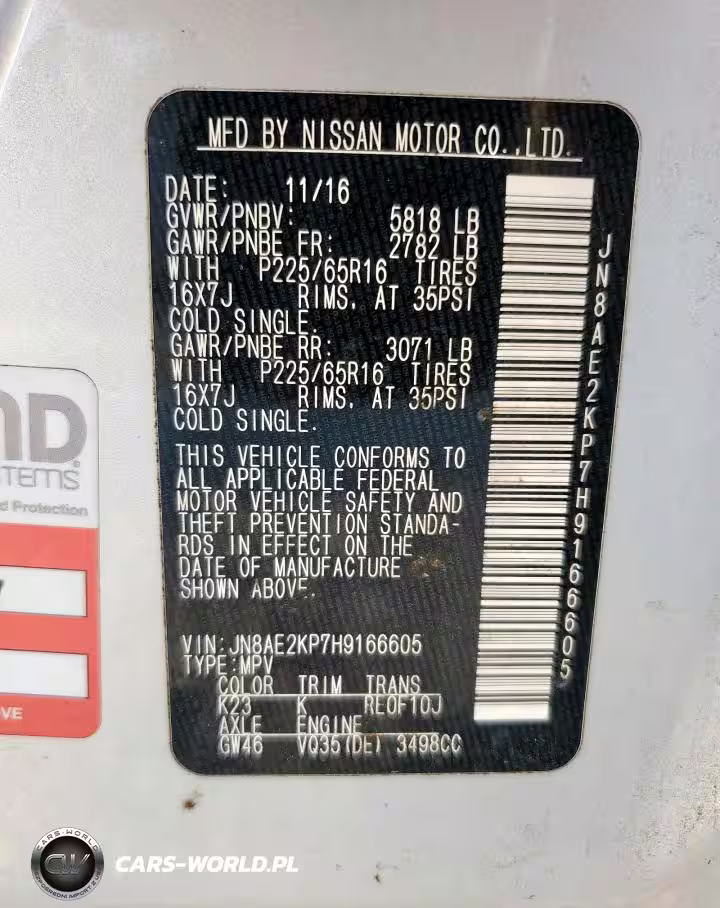 MFD BY NISSAN MOTOR CO.,LTD.
DATE: 11/16
GVWR/PNBV: 5818 LB
GAWR/PNBE FR: 2782 LB
WITH P225/65R16 TIRES
16X7J RIMS, AT 35PSI
COLD SINGLE.
GAWR/PNBE RR: 3071 LB
WITH P225/65R16 TIRES
16X7J RIMS, AT 35PSI
COLD SINGLE.
THIS VEHICLE CONFORMS TO
ALL APPLICABLE FEDERAL
MOTOR VEHICLE SAFETY AND
THEFT PREVENTION STANDA-
RDS IN EFFECT ON THE
DATE OF MANUFACTURE
SHOWN ABOVE.
VIN:JN8AE2KP7H9166605
TYPE:MPV
COLOR TRIM TRANS
K23 K RE0F10J
AXLE ENGINE
GW46 VQ35(DE) 3498CC
JN8AE2KP7H9166605
Protection
CARS-WORLD
CW
CARS-WORLD.PL